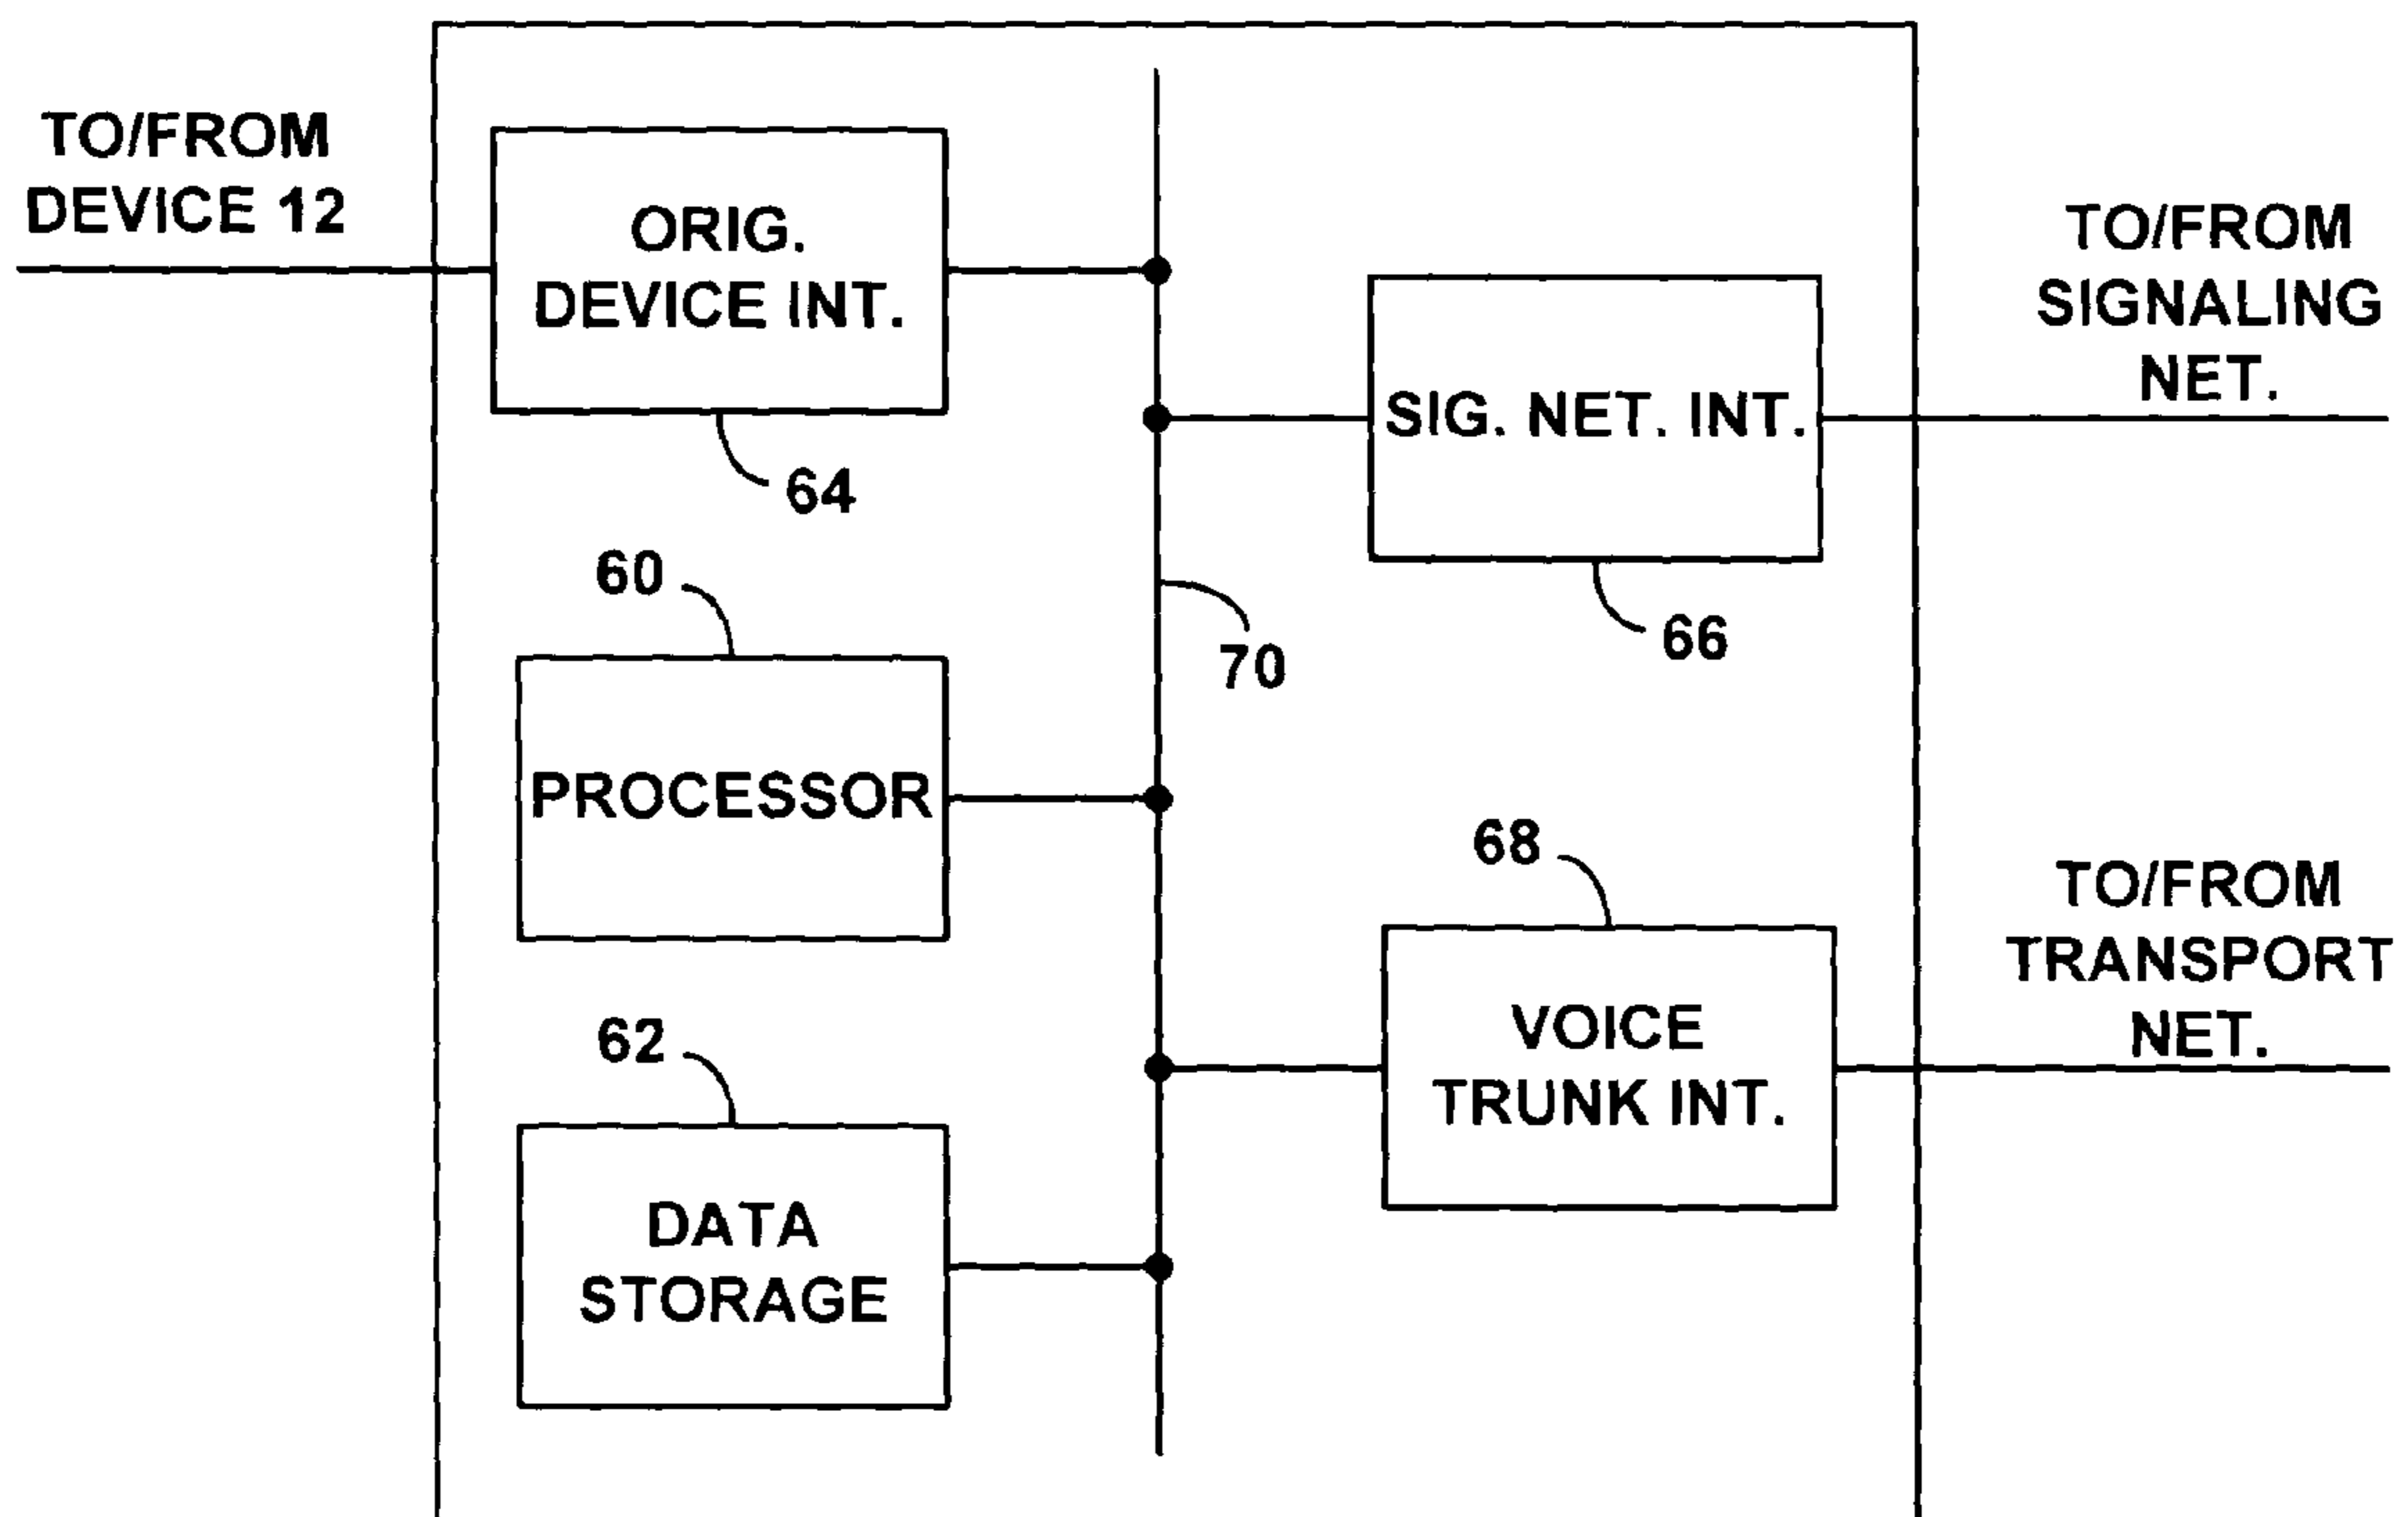 TO/FROM
DEVICE 12
ORIG.
DEVICE INT.
64
TO/FROM
SIGNALING
NET.
SIG. NET. INT.
66
60
70
PROCESSOR
68
TO/FROM
TRANSPORT
NET.
VOICE
TRUNK INT.
62
DATA
STORAGE